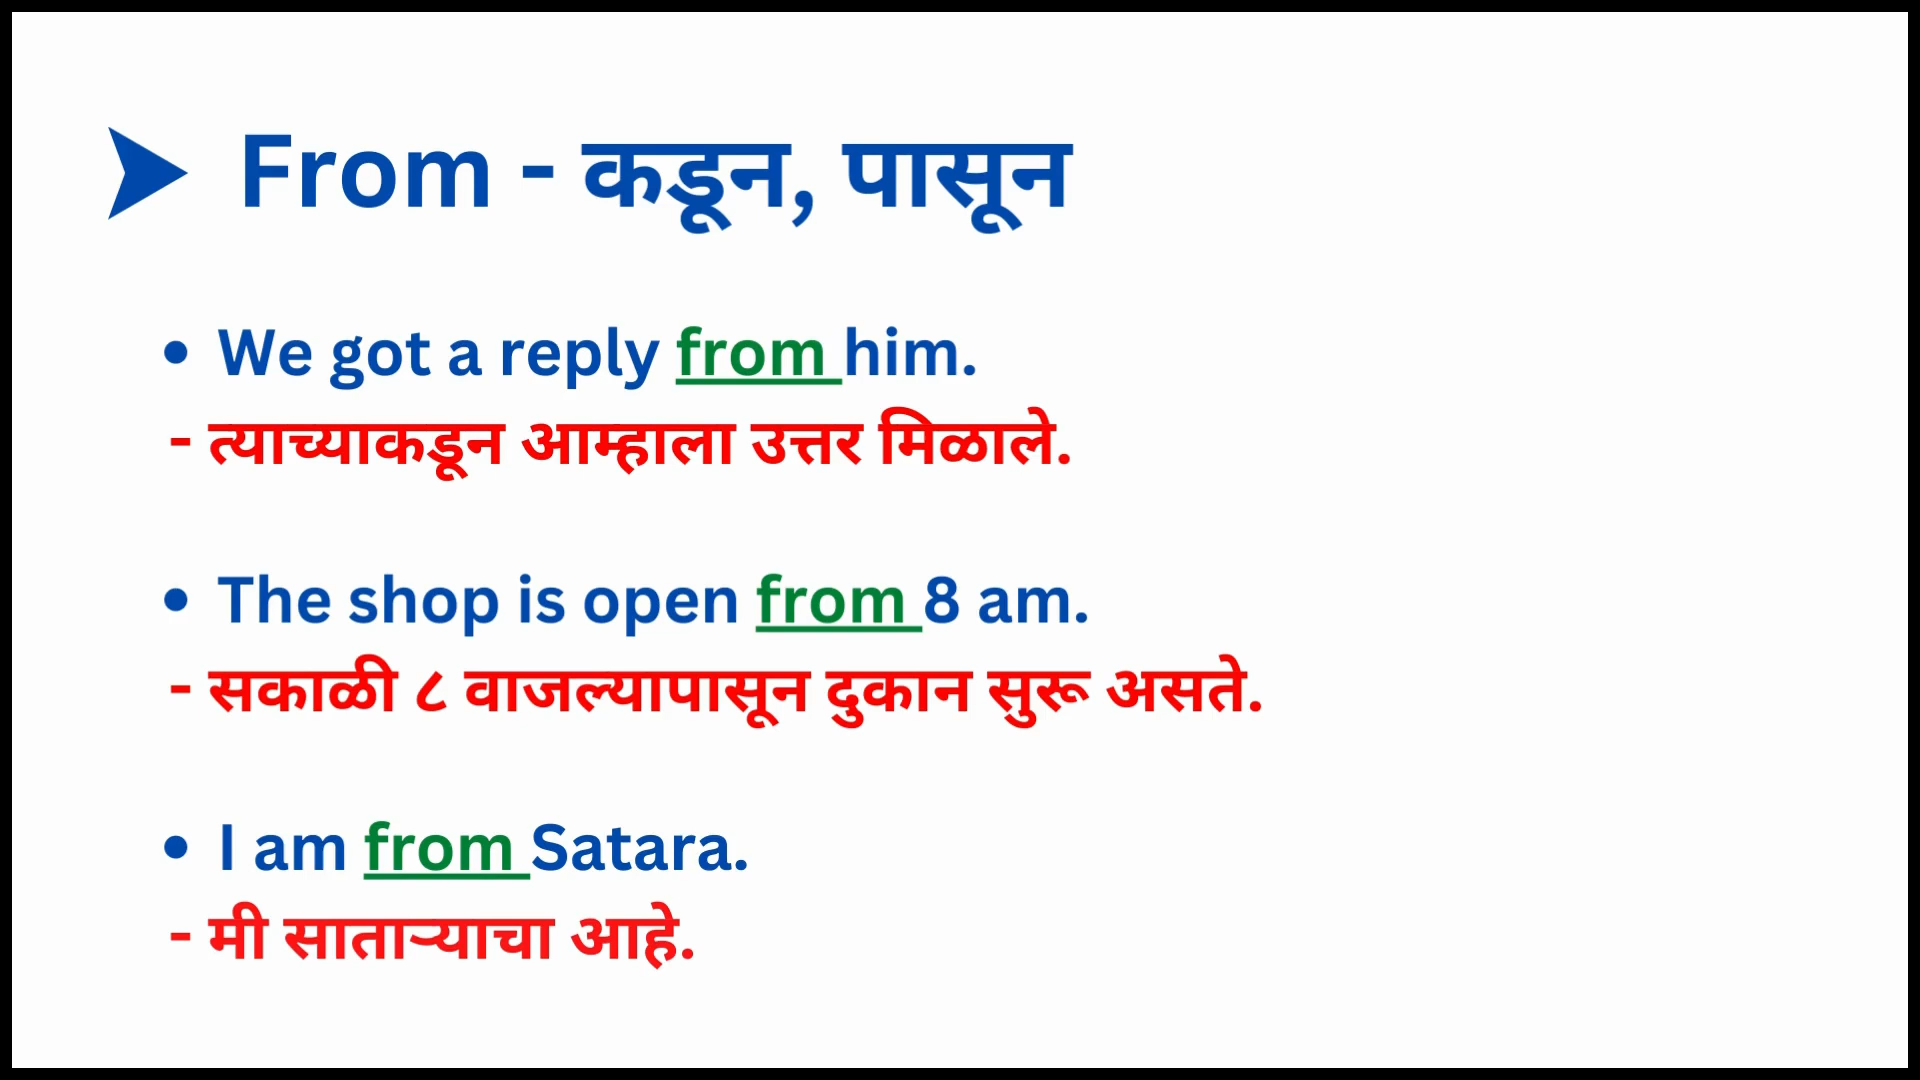 From - कडून, पासून
We got a reply from him.
- त्याच्याकडून आम्हाला उत्तर मिळाले.
The shop is open from 8 am.
- सकाळी ८ वाजल्यापासून दुकान सुरू असते.
I am from Satara.
- मी साताऱ्याचा आहे.